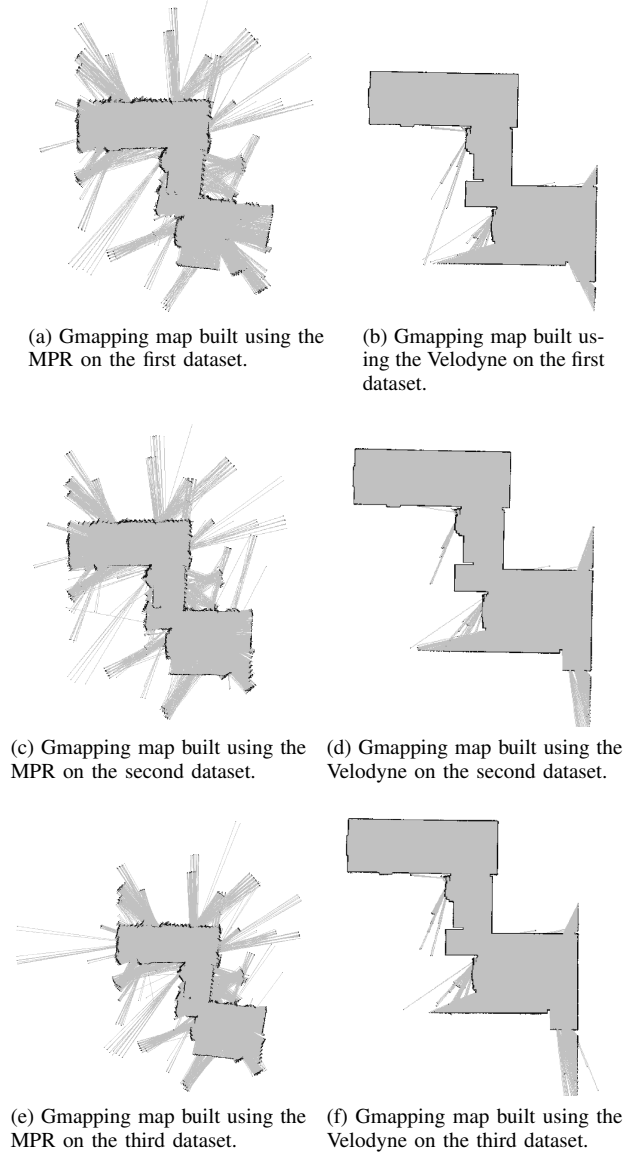 (a) Gmapping map built using the
MPR on the first dataset.
(b) Gmapping map built us-
ing the Velodyne on the first
dataset.
(c) Gmapping map built using the
MPR on the second dataset.
(d) Gmapping map built using the
Velodyne on the second dataset.
(e) Gmapping map built using the
MPR on the third dataset.
(f) Gmapping map built using the
Velodyne on the third dataset.